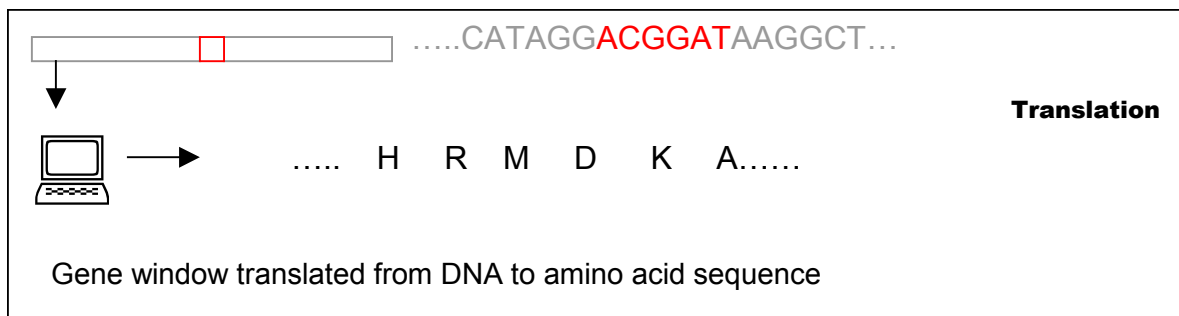 …..CATAGGACGGATAAGGCT…
Translation
….. H R M D K A……
Gene window translated from DNA to amino acid sequence